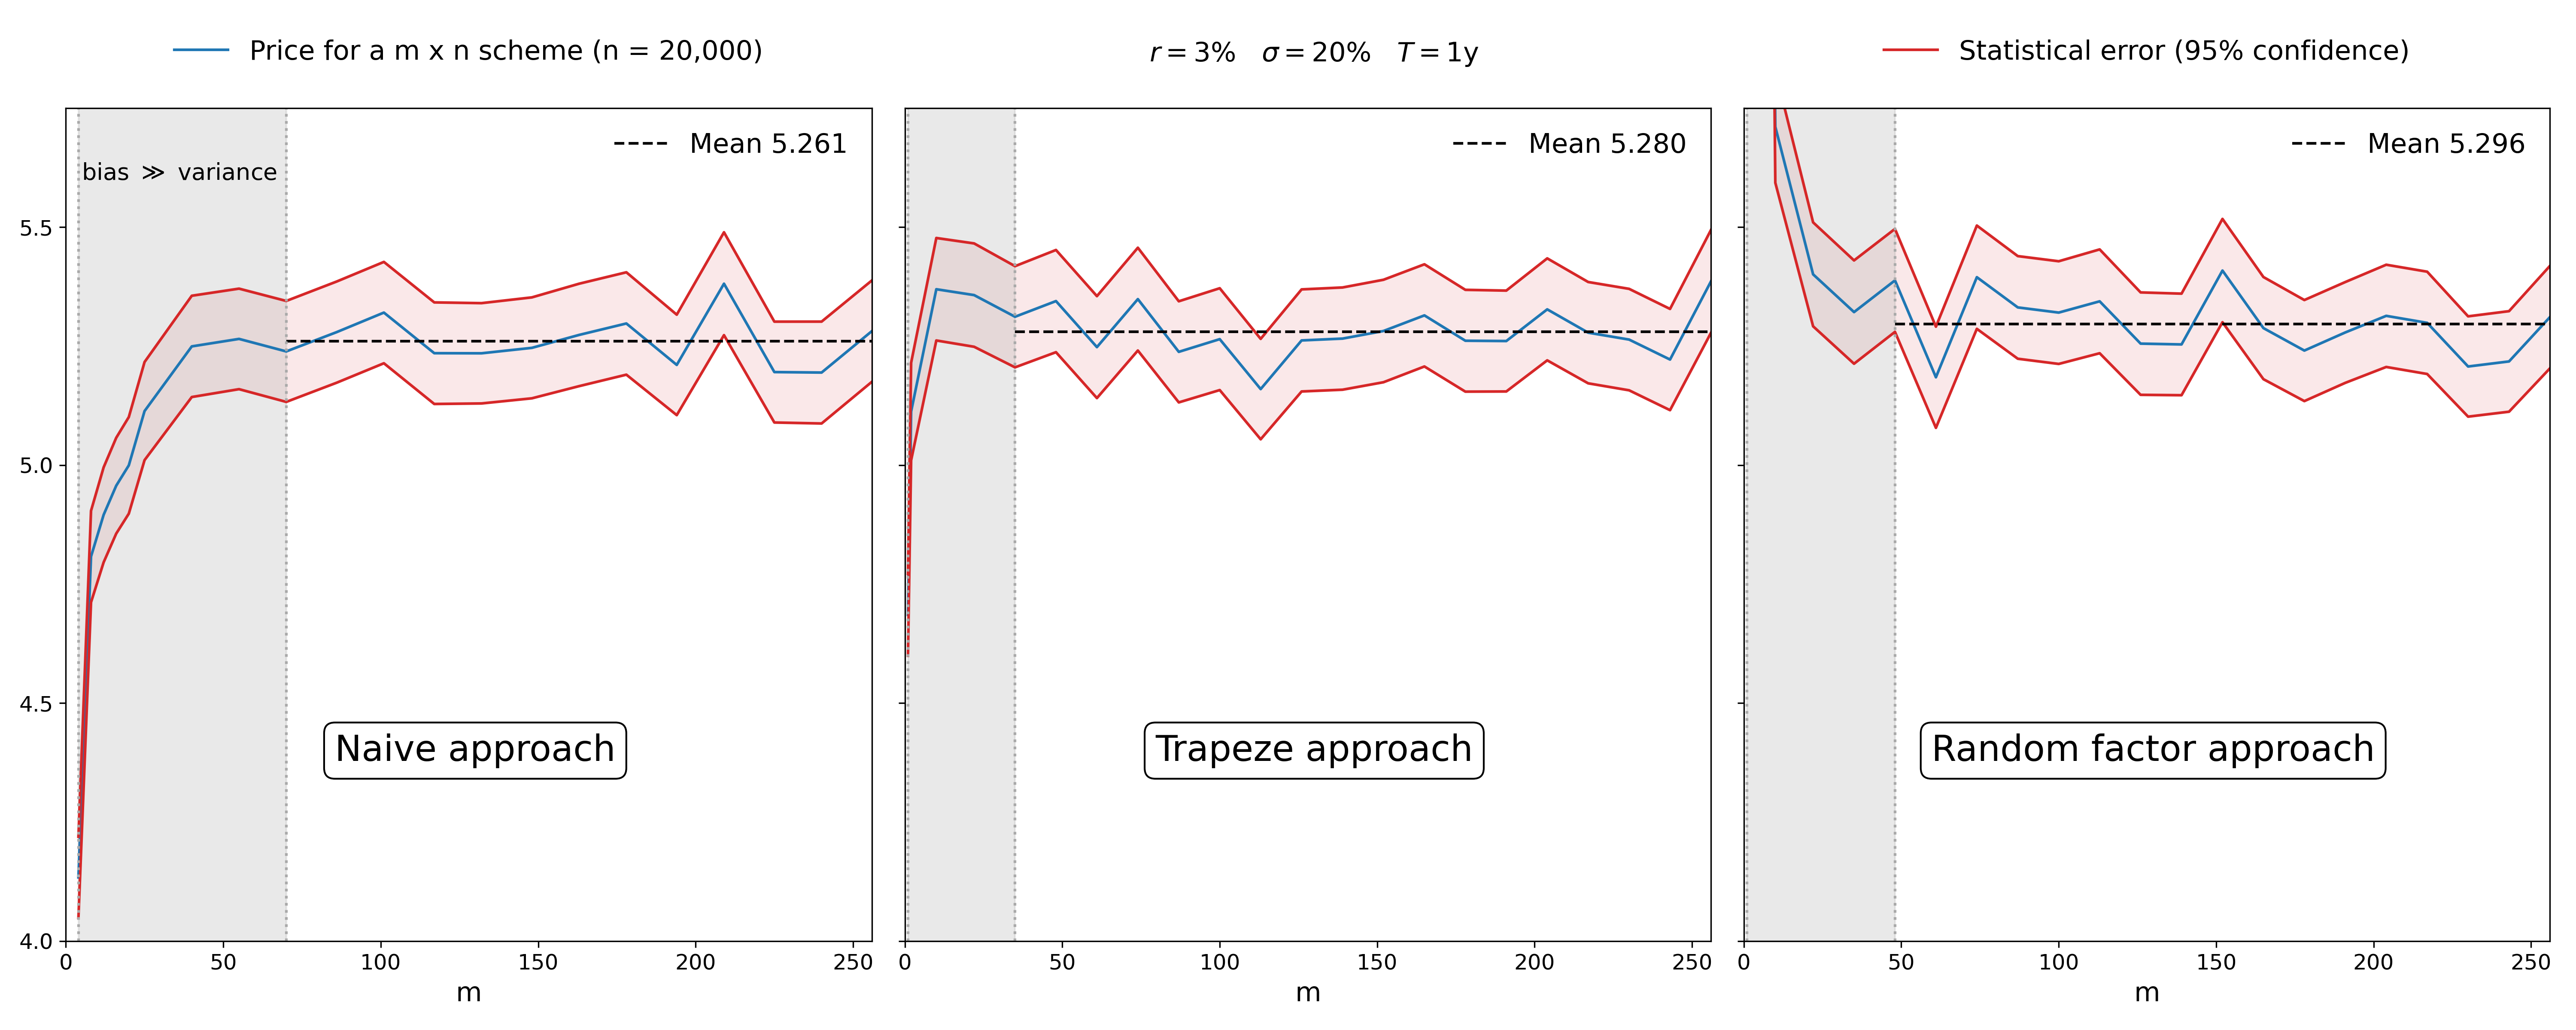 Price for a m x n scheme (n = 20,000)
r = 3% σ = 20% T = 1y
Statistical error (95% confidence)
Mean 5.261
bias ≫ variance
5.5
5.0
4.5
4.0
Naive approach
0 50 100 150 200 250
m
Mean 5.280
Trapeze approach
0 50 100 150 200 250
m
Mean 5.296
Random factor approach
0 50 100 150 200 250
m